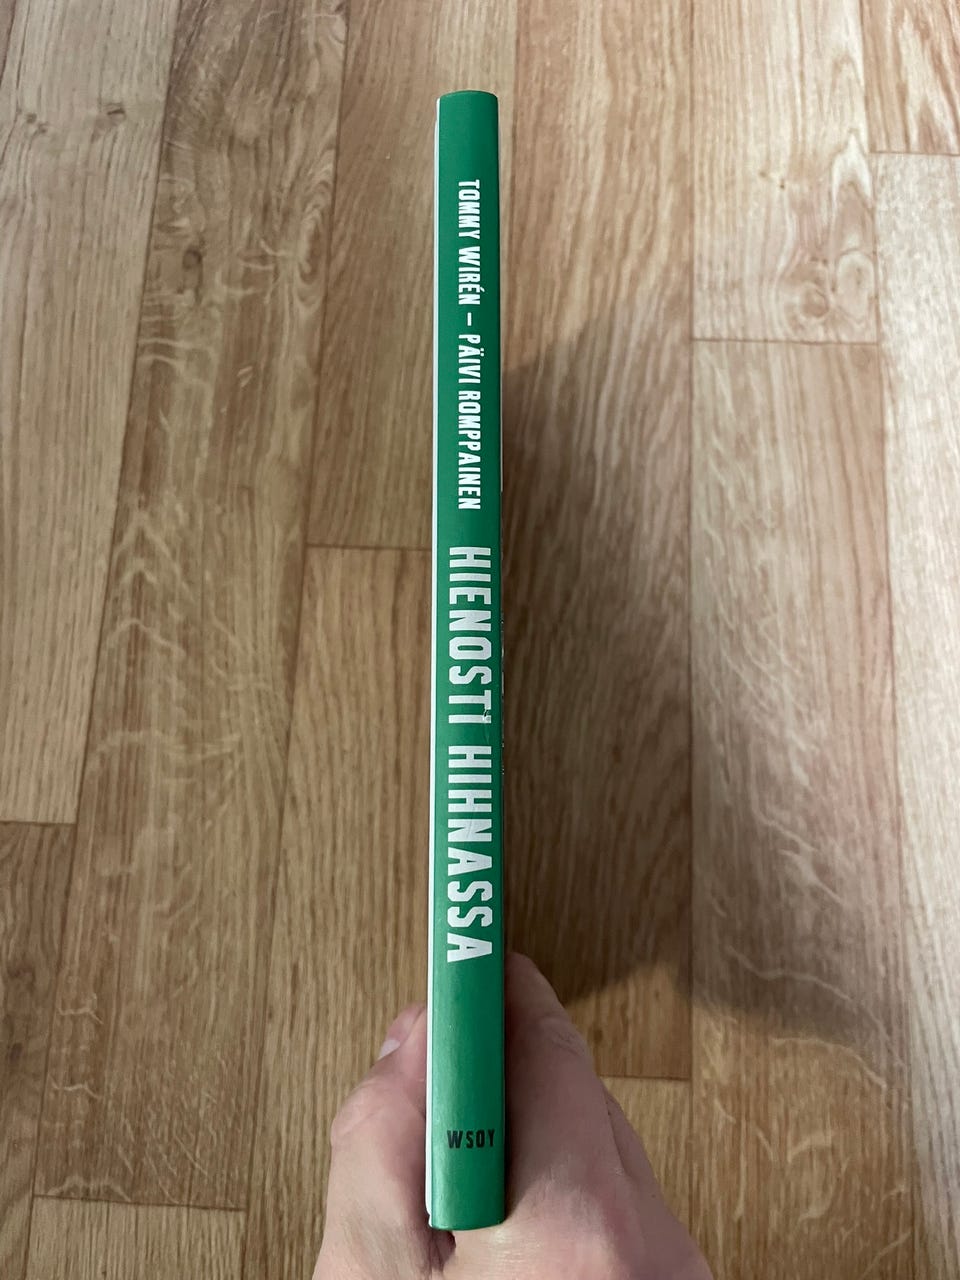 TOMMY WIRÉN – PÄIVI ROMPPAINEN
HIENOSTI HIHNASSA
WSOY